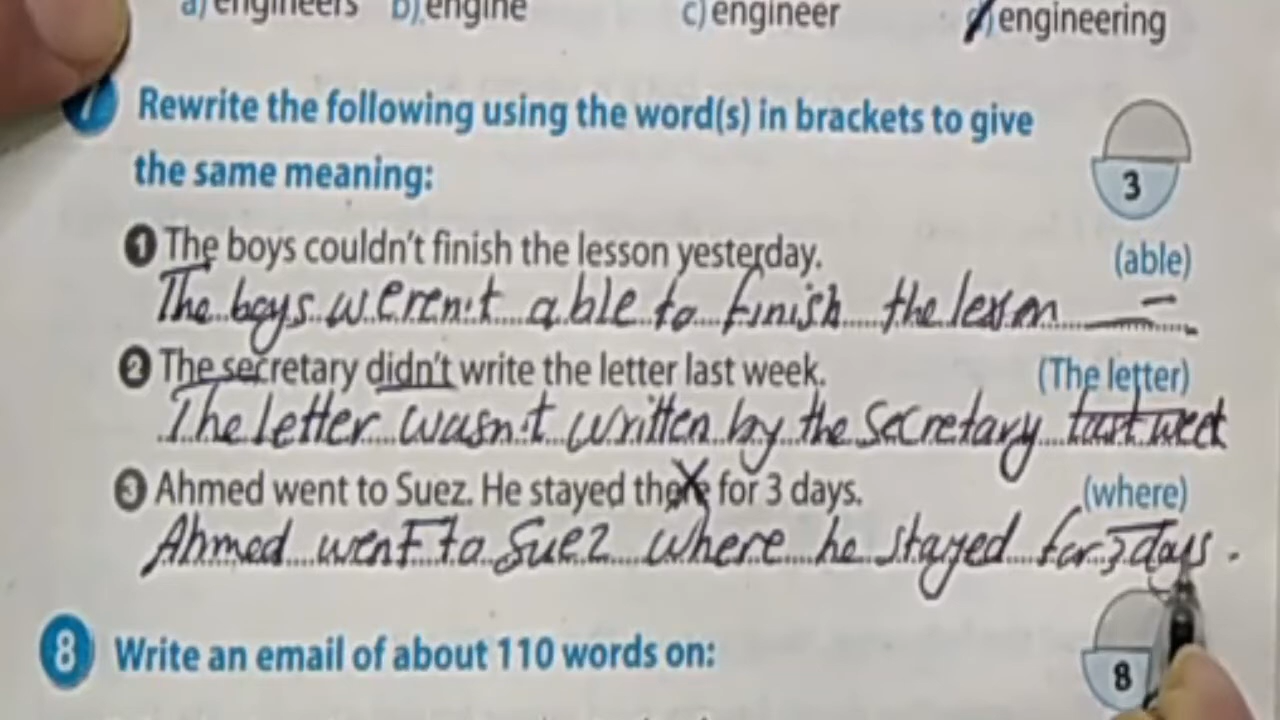 a) engineers b) engine c) engineer d) engineering
7 Rewrite the following using the word(s) in brackets to give
the same meaning:
3
1 The boys couldn't finish the lesson yesterday. (able)
The boys weren't able to finish the lesson
2 The secretary didn't write the letter last week. (The letter)
The letter wasn't written by the secretary last week
3 Ahmed went to Suez. He stayed there for 3 days. (where)
Ahmed went to Suez where he stayed for 3 days.
8 Write an email of about 110 words on:
8